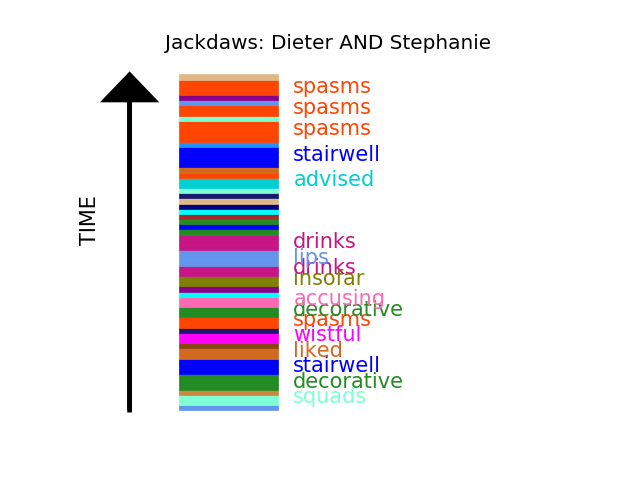 Jackdaws: Dieter AND Stephanie
TIME
spasms
spasms
spasms
stairwell
advised
drinks
lips
drinks
insofar
accusing
decorative
spasms
wistful
liked
stairwell
decorative
squads